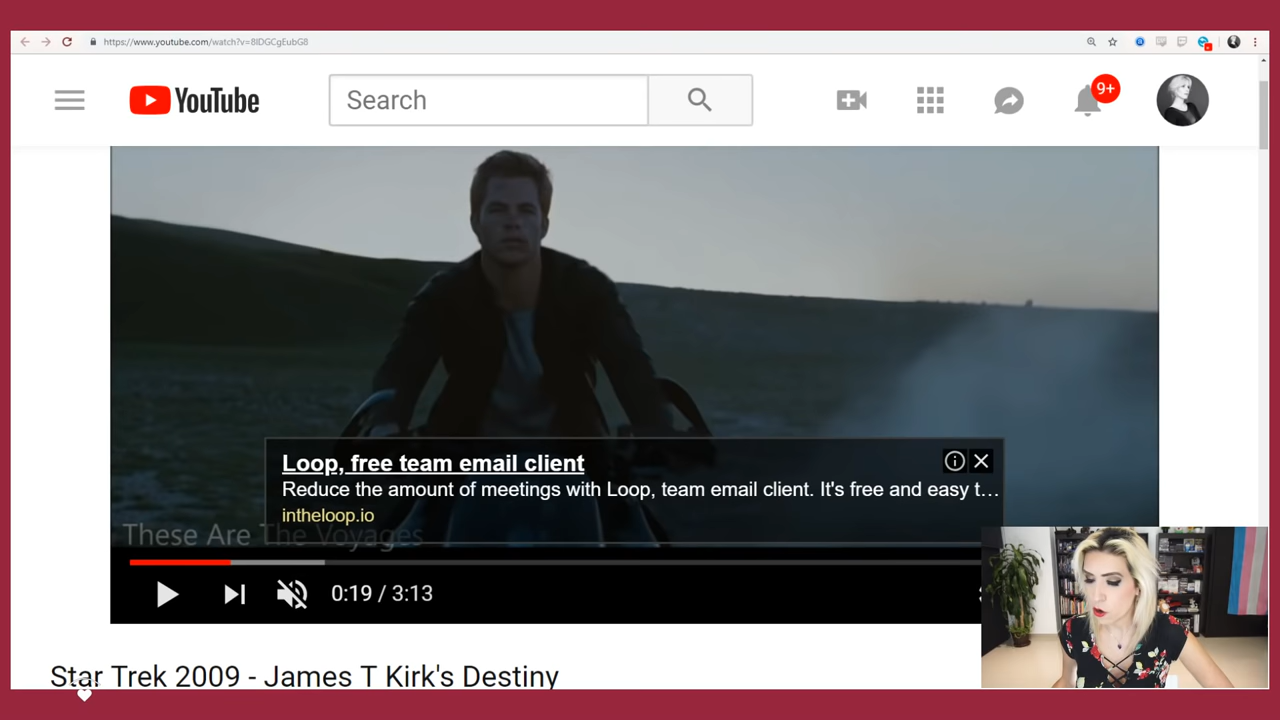 https://www.youtube.com/watch?v=8lDGCgEubG8
YouTube
Search
9+
Loop, free team email client
Reduce the amount of meetings with Loop, team email client. It's free and easy t…
intheloop.io
These Are The Voyages
0:19 / 3:13
Star Trek 2009 - James T Kirk's Destiny